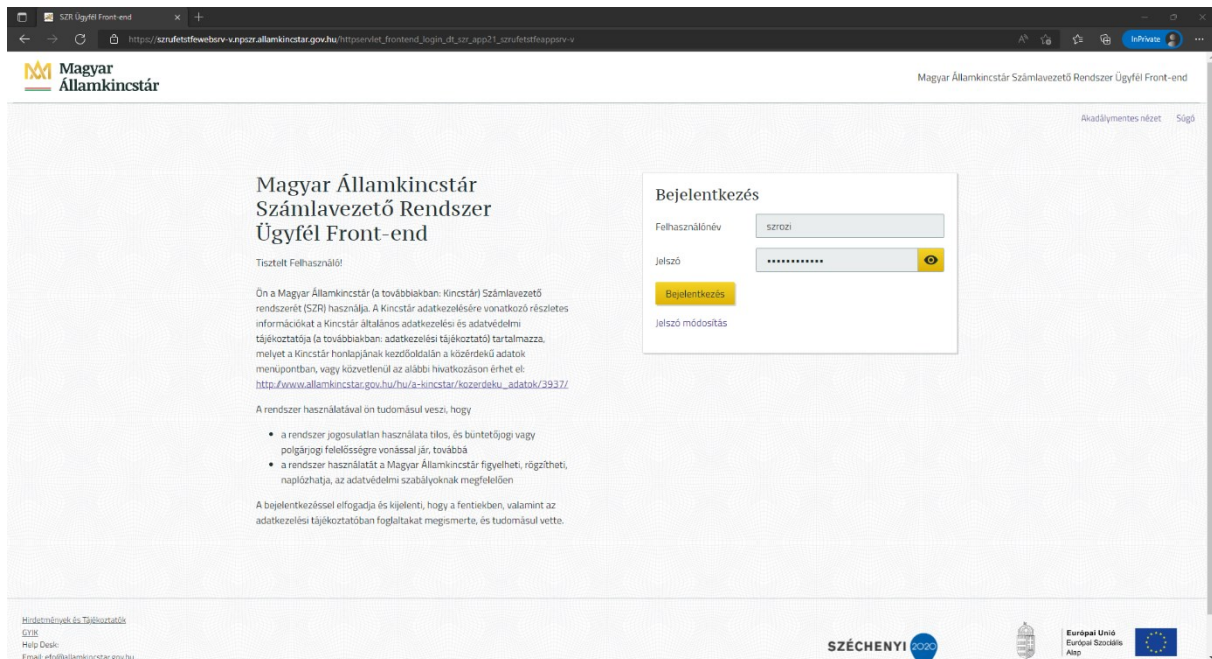 SZR Ügyfél Front-end
https://szrufetstfewebsrv-v.npszr.allamkincstar.gov.hu/httpservlet_frontend_login_dt_szr_app21_szrufetstfeappsrv-v
InPrivate
Magyar
Államkincstár
Magyar Államkincstár Számlavezető Rendszer Ügyfél Front-end
Akadálymentes nézet Súgó
Magyar Államkincstár
Számlavezető Rendszer
Ügyfél Front-end
Tisztelt Felhasználó!
Ön a Magyar Államkincstár (a továbbiakban: Kincstár) Számlavezető
rendszerét (SZR) használja. A Kincstár adatkezelésére vonatkozó részletes
információkat a Kincstár általános adatkezelési és adatvédelmi
tájékoztatója (a továbbiakban: adatkezelési tájékoztató) tartalmazza,
melyet a Kincstár honlapjának kezdőoldalán a közérdekű adatok
menüpontban, vagy közvetlenül az alábbi hivatkozáson érhet el:
http://www.allamkincstar.gov.hu/hu/a-kincstar/kozerdeku_adatok/3937/
A rendszer használatával ön tudomásul veszi, hogy
• a rendszer jogosulatlan használata tilos, és büntetőjogi vagy
polgárjogi felelősségre vonással jár, továbbá
• a rendszer használatát a Magyar Államkincstár figyelheti, rögzítheti,
naplózhatja, az adatvédelmi szabályoknak megfelelően
A bejelentkezéssel elfogadja és kijelenti, hogy a fentiekben, valamint az
adatkezelési tájékoztatóban foglaltakat megismerte, és tudomásul vette.
Bejelentkezés
Felhasználónév szrozi
Jelszó ••••••••••••
Bejelentkezés
Jelszó módosítás
Hirdetmények és Tájékoztatók
GYIK
Help Desk:
Email: efo@allamkincstar.gov.hu
SZÉCHENYI 2020
Európai Unió
Európai Szociális
Alap